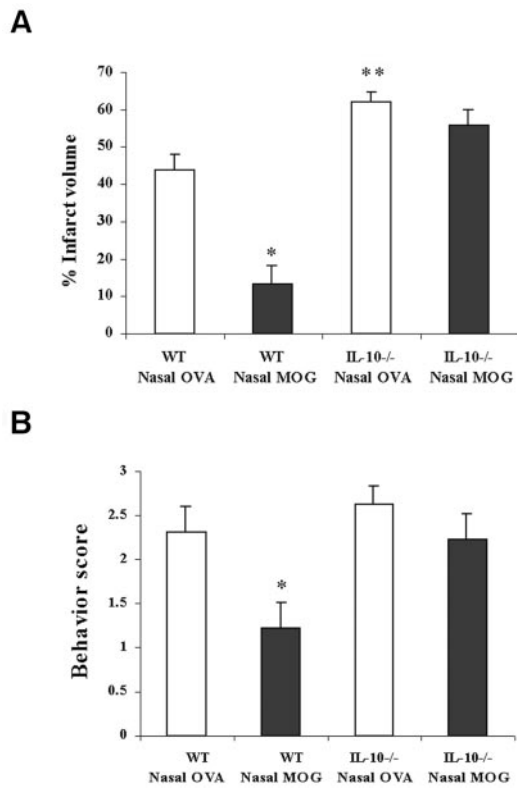 A
% Infarct volume
70
60
50
40
30
20
10
0
*
**
WT
Nasal OVA
WT
Nasal MOG
IL-10-/-
Nasal OVA
IL-10-/-
Nasal MOG
B
Behavior score
3
2.5
2
1.5
1
0.5
0
*
WT
Nasal OVA
WT
Nasal MOG
IL-10-/-
Nasal OVA
IL-10-/-
Nasal MOG